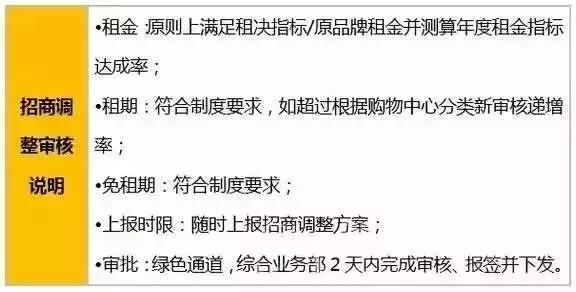 招商调
整审核
说明
•租金:原则上满足租决指标/原品牌租金并测算年度租金指标
达成率；
•租期：符合制度要求，如超过根据购物中心分类新审核递增
率；
•免租期：符合制度要求；
•上报时限：随时上报招商调整方案；
•审批：绿色通道，综合业务部2天内完成审核、报签并下发。